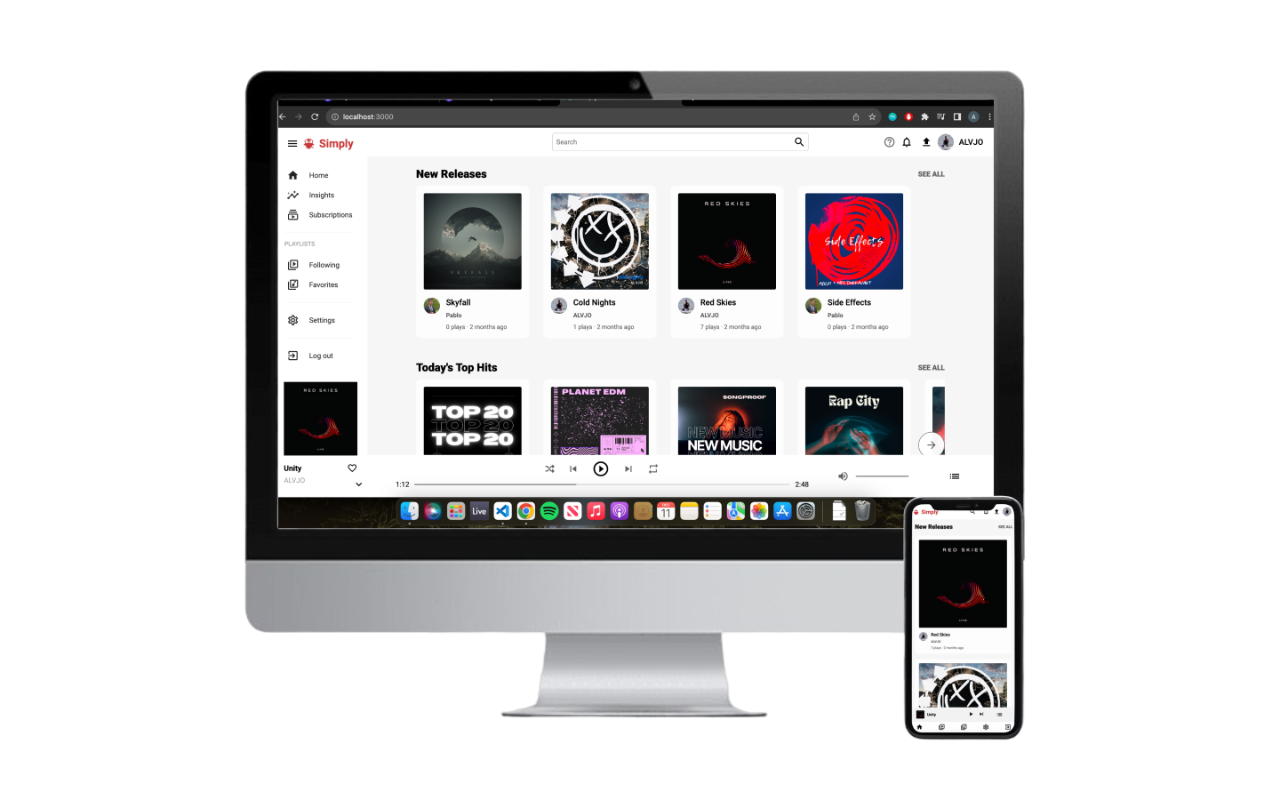 localhost:3000
A
Simply
Search
ALVJO
Home
Insights
Subscriptions
PLAYLISTS
Following
Favorites
Settings
Log out
New Releases
SEE ALL
SKYFALL
RED SKIES
Side Effects
Skyfall
Pablo
0 plays · 2 months ago
Cold Nights
ALVJO
1 plays · 2 months ago
Red Skies
ALVJO
7 plays · 2 months ago
Side Effects
Pablo
0 plays · 2 months ago
Today's Top Hits
SEE ALL
TOP 20
TOP 20
TOP 20
PLANET EDM
SONGPROOF
NEW MUSIC
NEW MUSIC
Rap City
RED SKIES
Unity
ALVJO
1:12
2:48
Live
DEC
11
Simply
New Releases
SEE ALL
RED SKIES
Red Skies
ALVJO
7 plays · 2 months ago
Unity